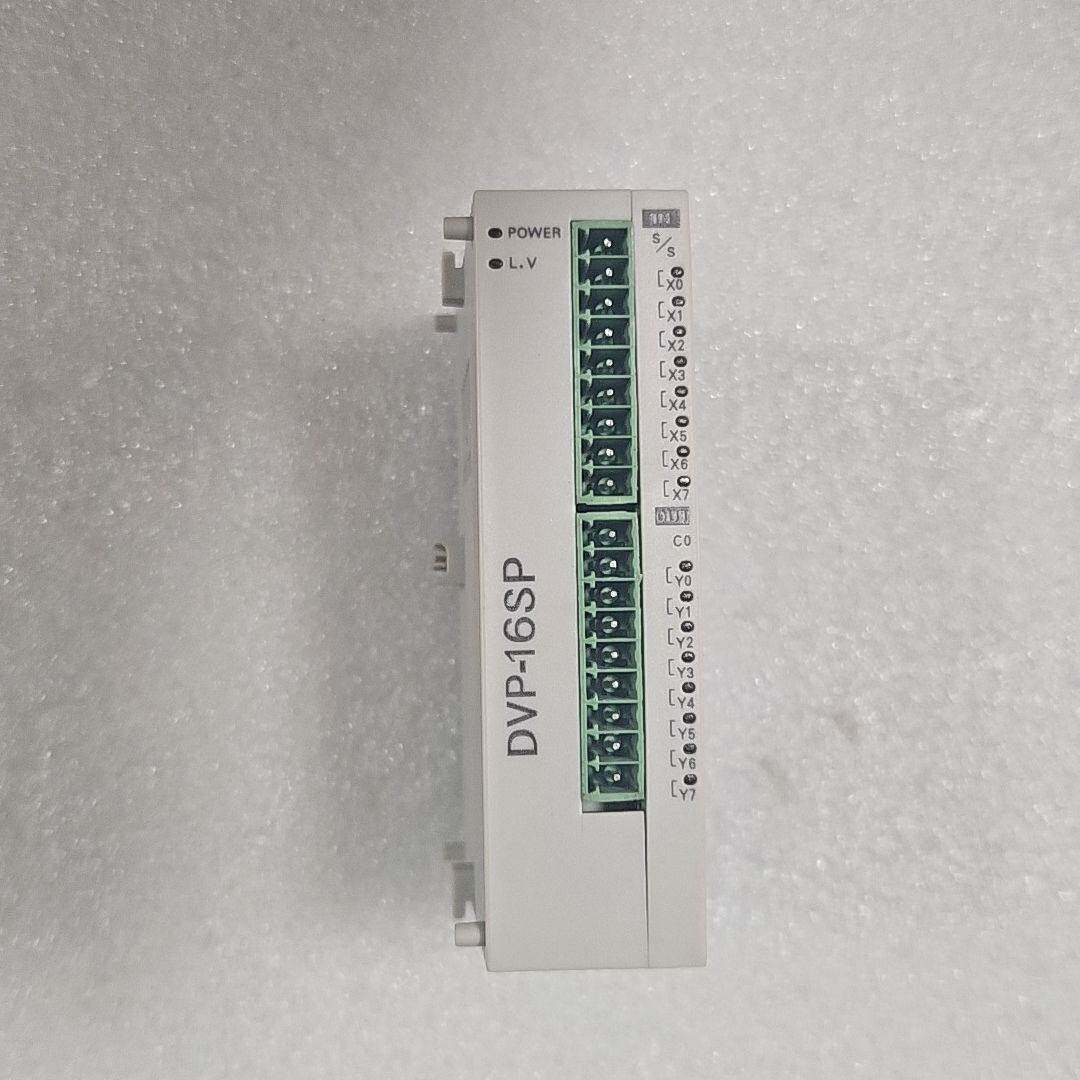 POWER
L.V
S/S
X0
X1
X2
X3
X4
X5
X6
X7
C0
Y0
Y1
Y2
Y3
Y4
Y5
Y6
Y7
DVP-16SP